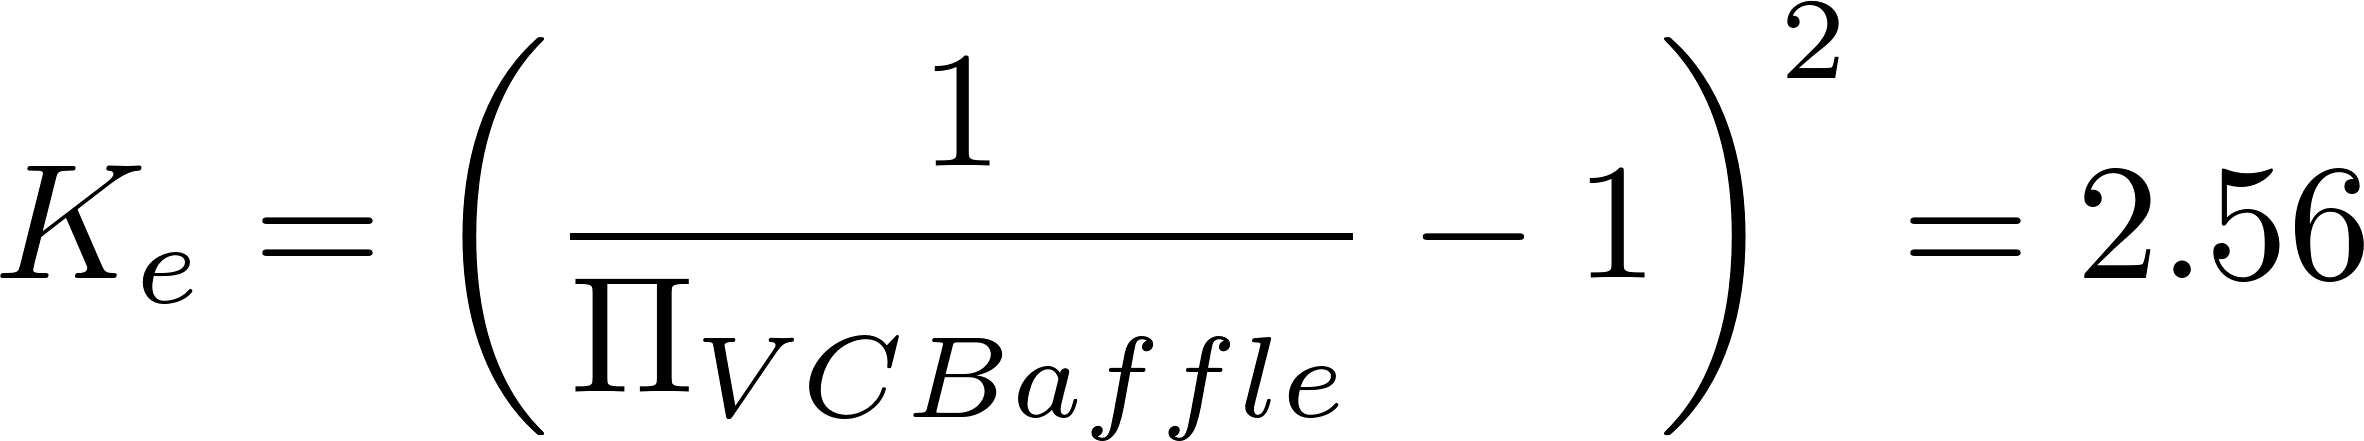 K_e = \left( \frac{1}{\Pi_{VCBaffle}} - 1 \right)^2 = 2.56